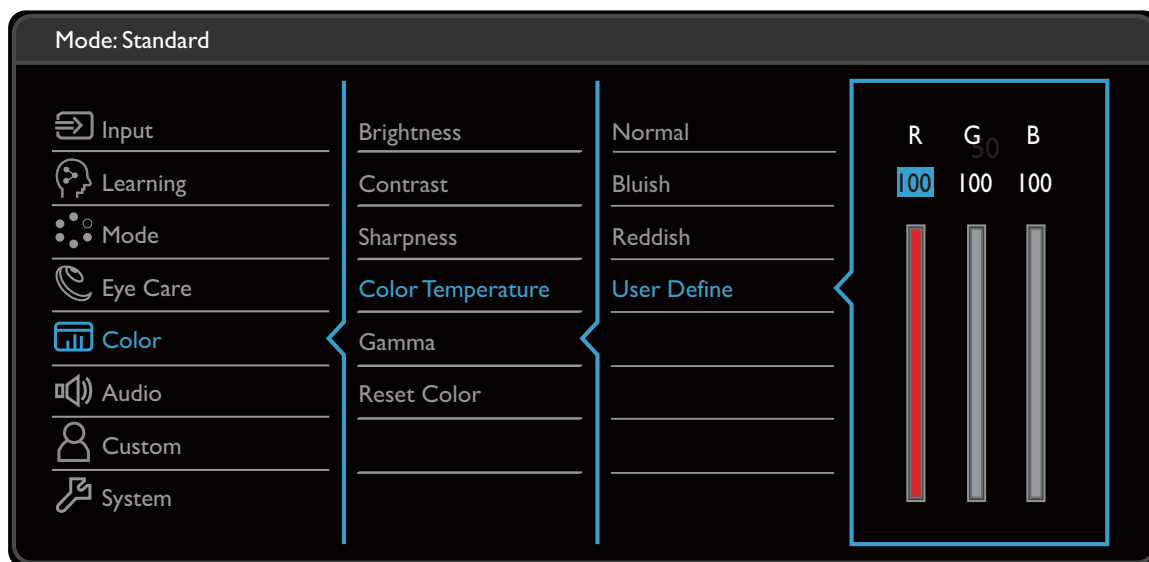 Mode: Standard
Input
Learning
Mode
Eye Care
Color
Audio
Custom
System
Brightness
Contrast
Sharpness
Color Temperature
Gamma
Reset Color
Normal
Bluish
Reddish
User Define
R G B
50
100 100 100